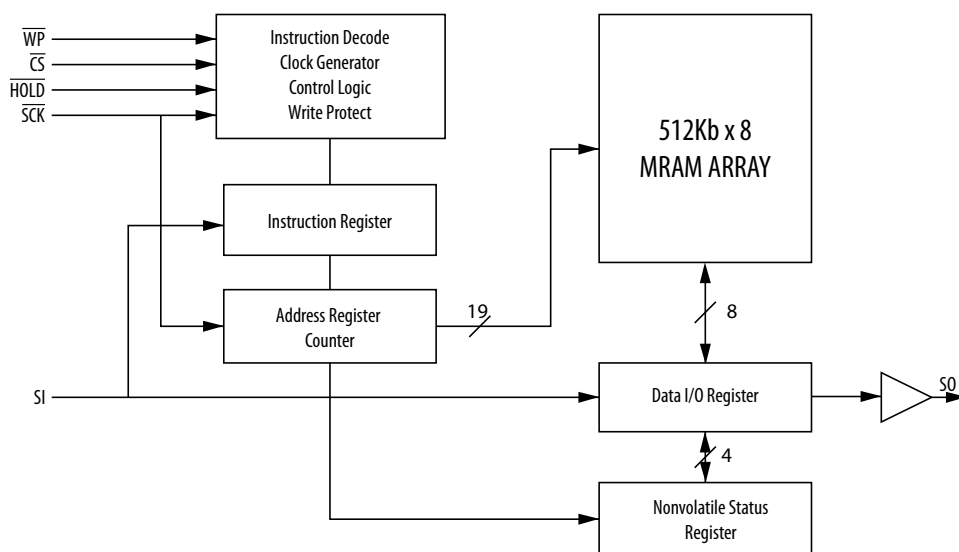 WP
CS
HOLD
SCK
Instruction Decode
Clock Generator
Control Logic
Write Protect
512Kb x 8
MRAM ARRAY
Instruction Register
Address Register
Counter
19
8
SI
Data I/O Register
SO
4
Nonvolatile Status
Register